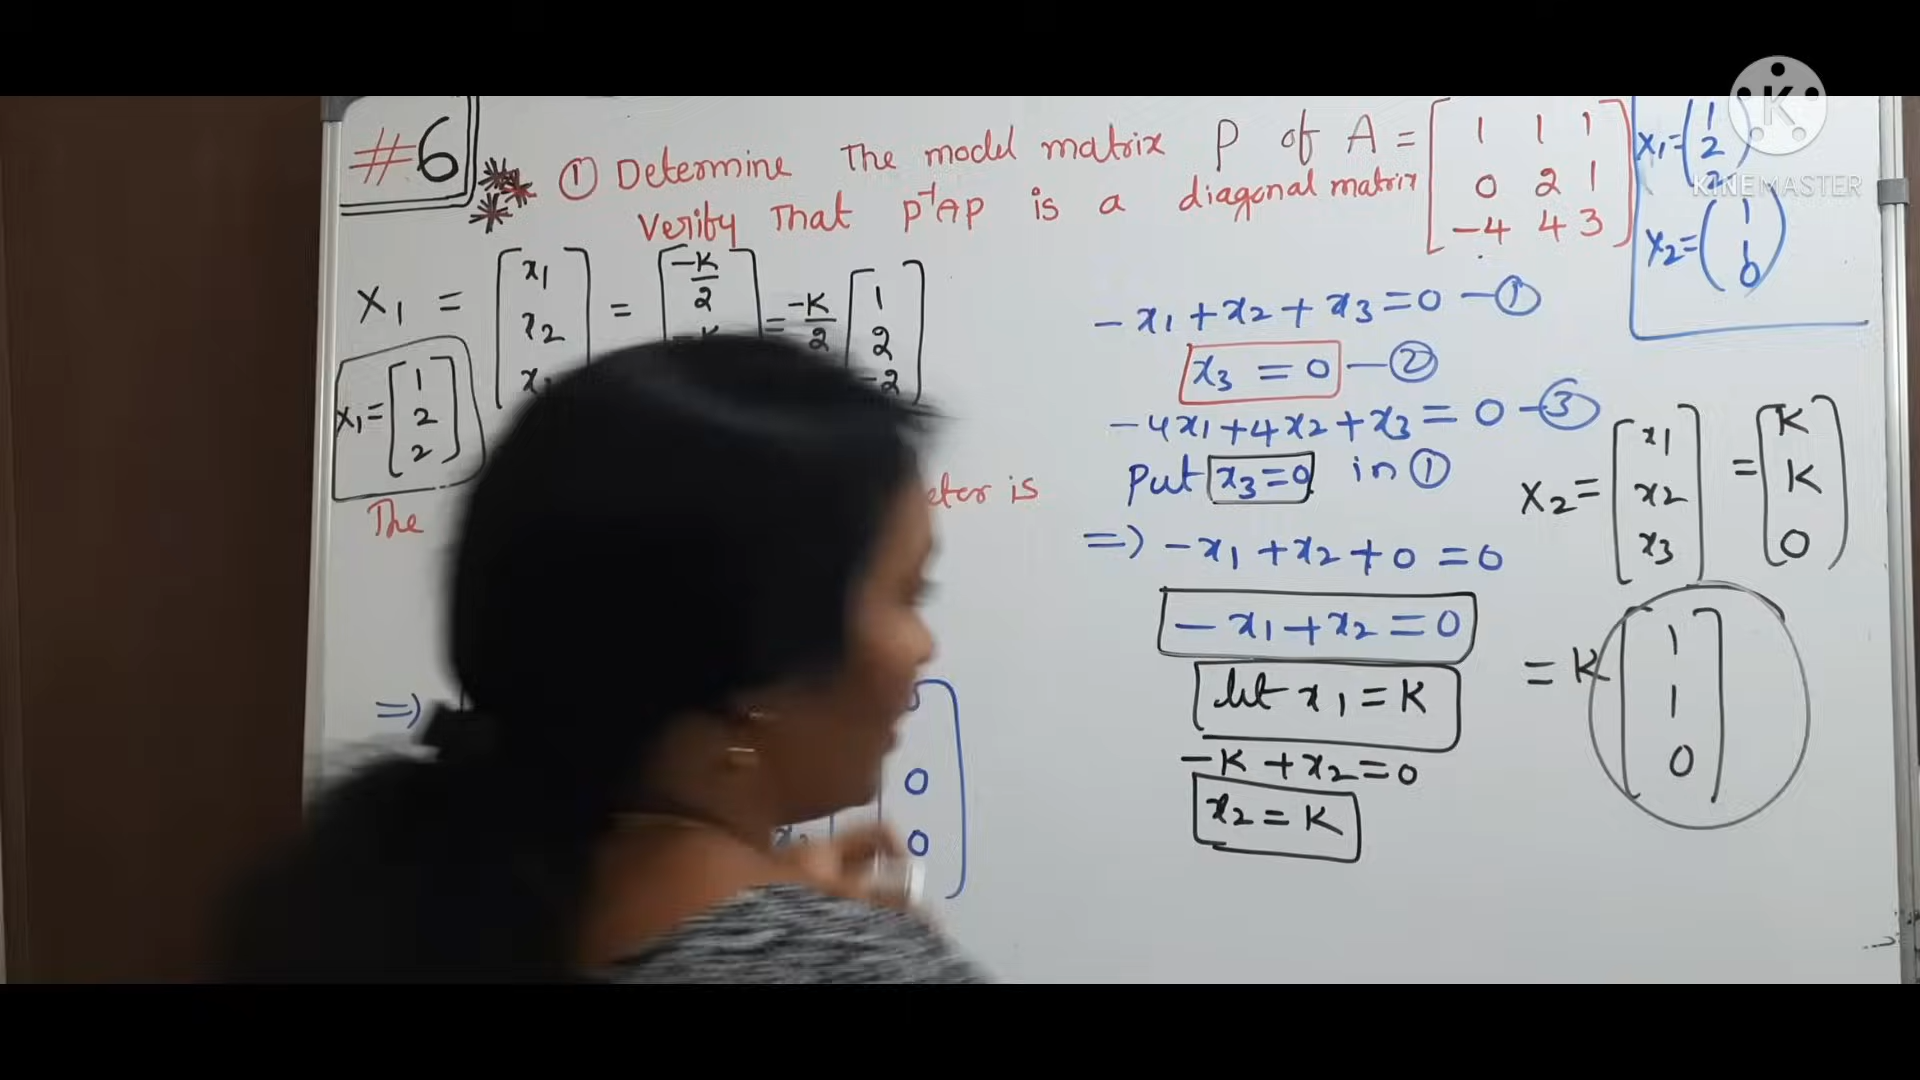 #6
① Determine The model matrix P of A = [1 1 1; 0 2 1; -4 4 3]
Verify That P⁻¹AP is a diagonal matrix
X1 = [x1 x2 = [-K/2 = -K/2 [1 2 -2]
X1 = [1 2 2]
The
is
=>
0
0
-x1 + x2 + x3 = 0 — ①
x3 = 0 — ②
-4x1 + 4x2 + x3 = 0 — ③
Put x3 = 0 in ①
=> -x1 + x2 + 0 = 0
-x1 + x2 = 0
let x1 = K
-K + x2 = 0
x2 = K
X1 = (1 2
X2 = (1
X2 = [x1 x2 x3] = [K K 0]
= K [1 1 0]
K
KINEMASTER